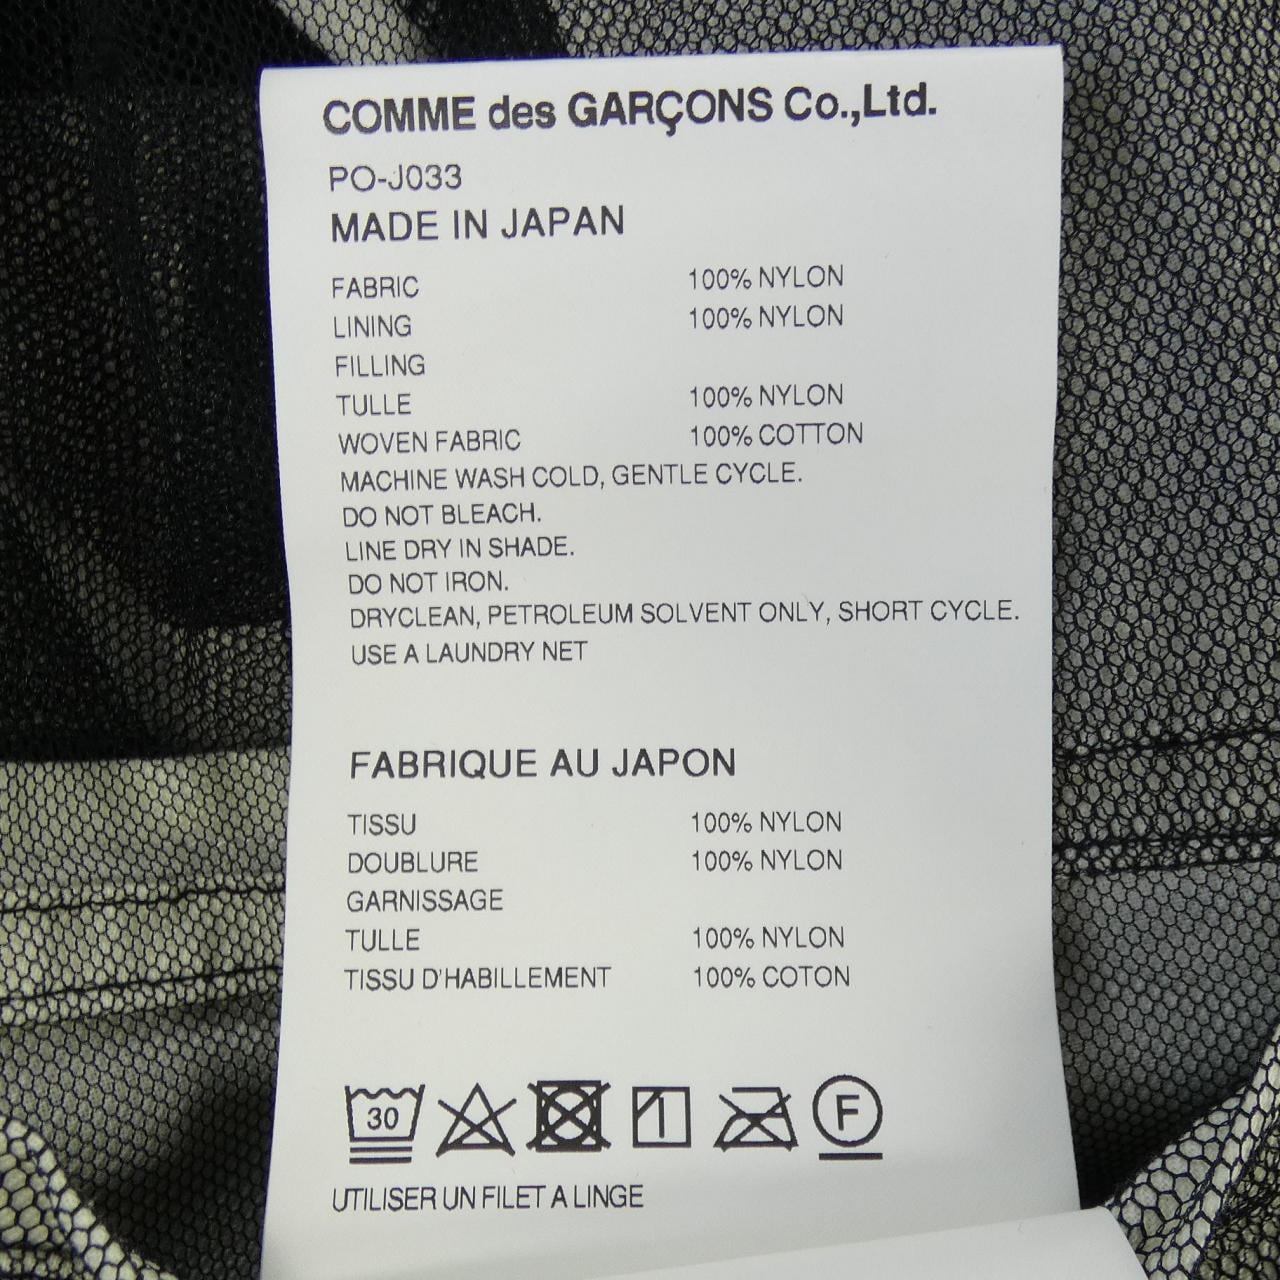 COMME des GARÇONS Co.,Ltd.
PO-J033
MADE IN JAPAN
FABRIC 100% NYLON
LINING 100% NYLON
FILLING
TULLE 100% NYLON
WOVEN FABRIC 100% COTTON
MACHINE WASH COLD, GENTLE CYCLE.
DO NOT BLEACH.
LINE DRY IN SHADE.
DO NOT IRON.
DRYCLEAN, PETROLEUM SOLVENT ONLY, SHORT CYCLE.
USE A LAUNDRY NET
FABRIQUE AU JAPON
TISSU 100% NYLON
DOUBLURE 100% NYLON
GARNISSAGE
TULLE 100% NYLON
TISSU D'HABILLEMENT 100% COTON
30 F
UTILISER UN FILET A LINGE